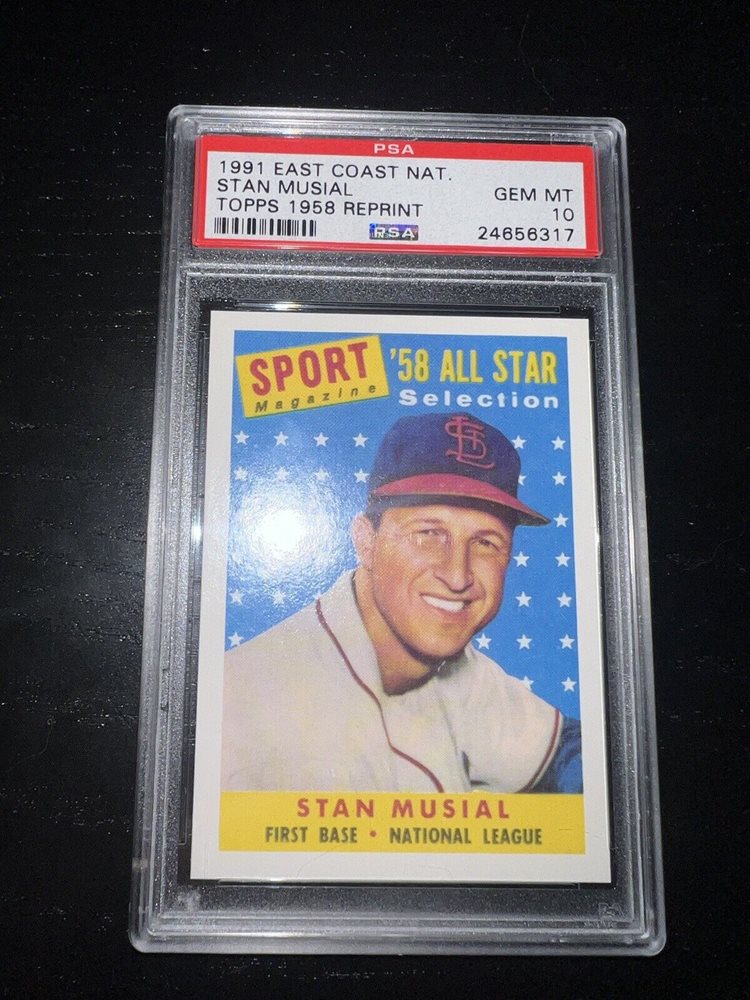 PSA
1991 EAST COAST NAT.
STAN MUSIAL GEM MT
TOPPS 1958 REPRINT 10
PSA 24656317
SPORT '58 ALL STAR
Magazine Selection
STL
STAN MUSIAL
FIRST BASE • NATIONAL LEAGUE